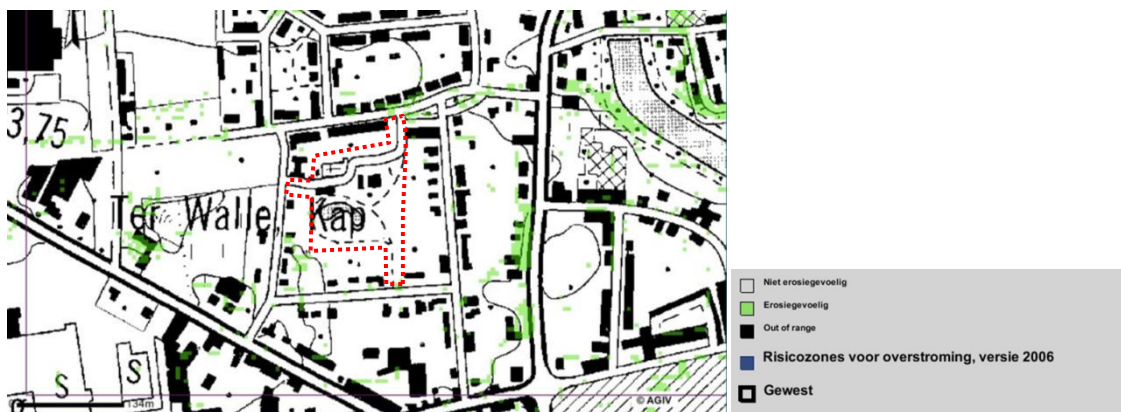 3.75
Ter Walle, Kap
S
S
134m
© AGIV
Niet erosiegevoelig
Erosiegevoelig
Out of range
Risicozones voor overstroming, versie 2006
Gewest